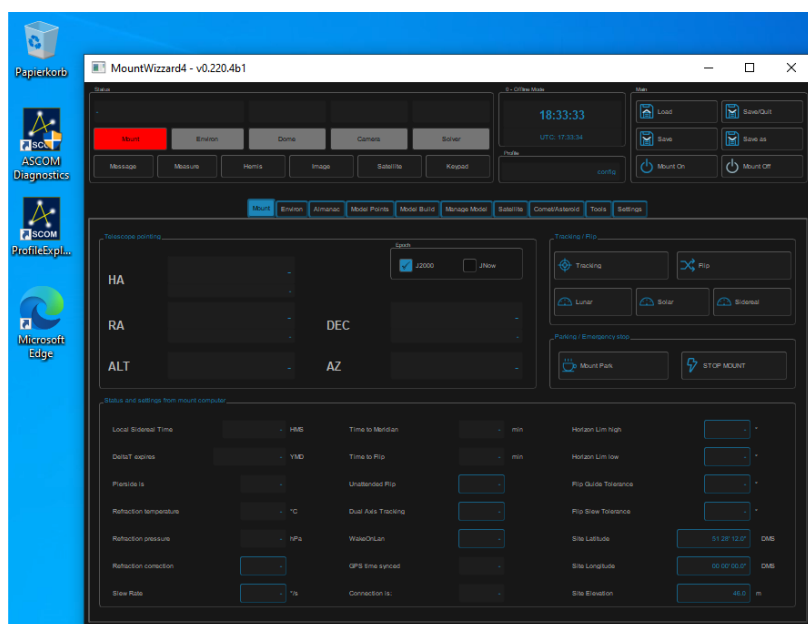 Papierkorb
ASCOM
Diagnostics
ProfileExpl...
Microsoft
Edge
MountWizzard4 - v0.220.4b1
Status
0 - Offline Mode
Main
-
18:33:33
UTC: 17:33:34
Load
Save/Quit
Mount Environ Dome Camera Solver
Save
Save as
Profile
Message Measure Hemis Image Satellite Keypad
config
Mount On
Mount Off
Mount Environ Almanac Model Points Model Build Manage Model Satellite Comet/Asteroid Tools Settings
Telescope pointing
Epoch
J2000
JNow
HA - -
RA - -
DEC - -
ALT -
AZ -
Tracking / Flip
Tracking
Flip
Lunar
Solar
Sidereal
Parking / Emergency stop
Mount Park
STOP MOUNT
Status and settings from mount computer
Local Sidereal Time - HMS Time to Meridian - min Horizon Lim high - °
DeltaT expires - YMD Time to Flip - min Horizon Lim low - °
Pierside is - Unattended Flip - Flip Guide Tolerance - °
Refraction temperature - °C Dual Axis Tracking - Flip Slew Tolerance - °
Refraction pressure - hPa WakeOnLan - Site Latitude 51 28' 12.0" DMS
Refraction correction - GPS time synced - Site Longitude 00 00' 00.0" DMS
Slew Rate - °/s Connection is: - Site Elevation 46.0 m